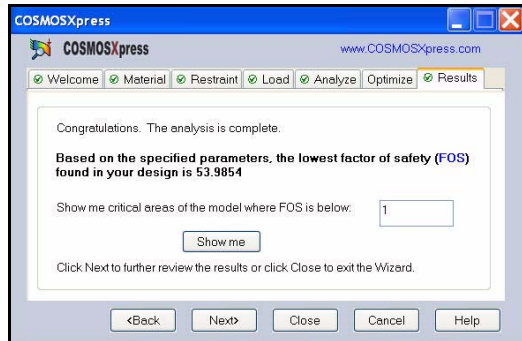 COSMOSXpress
COSMOSXpress www.COSMOSXpress.com
Welcome Material Restraint Load Analyze Optimize Results
Congratulations. The analysis is complete.
Based on the specified parameters, the lowest factor of safety (FOS)
found in your design is 53.9854
Show me critical areas of the model where FOS is below: 1
Show me
Click Next to further review the results or click Close to exit the Wizard.
<Back Next> Close Cancel Help